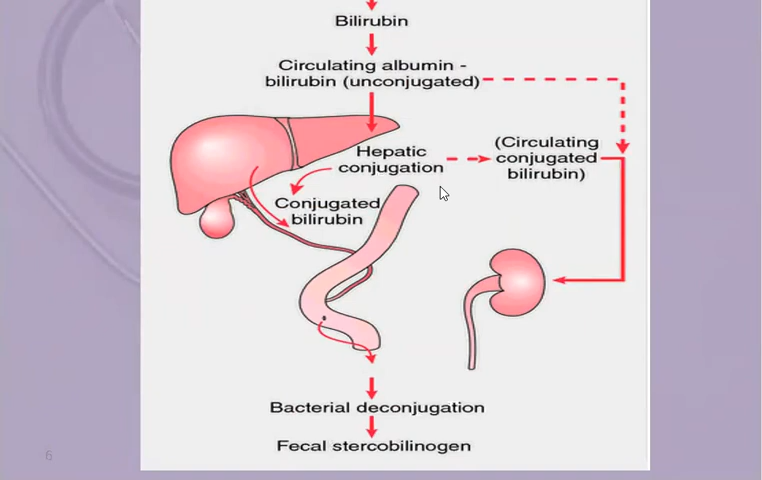 Bilirubin
Circulating albumin -
bilirubin (unconjugated)
Hepatic
conjugation
(Circulating
conjugated
bilirubin)
Conjugated
bilirubin
Bacterial deconjugation
Fecal stercobilinogen
6